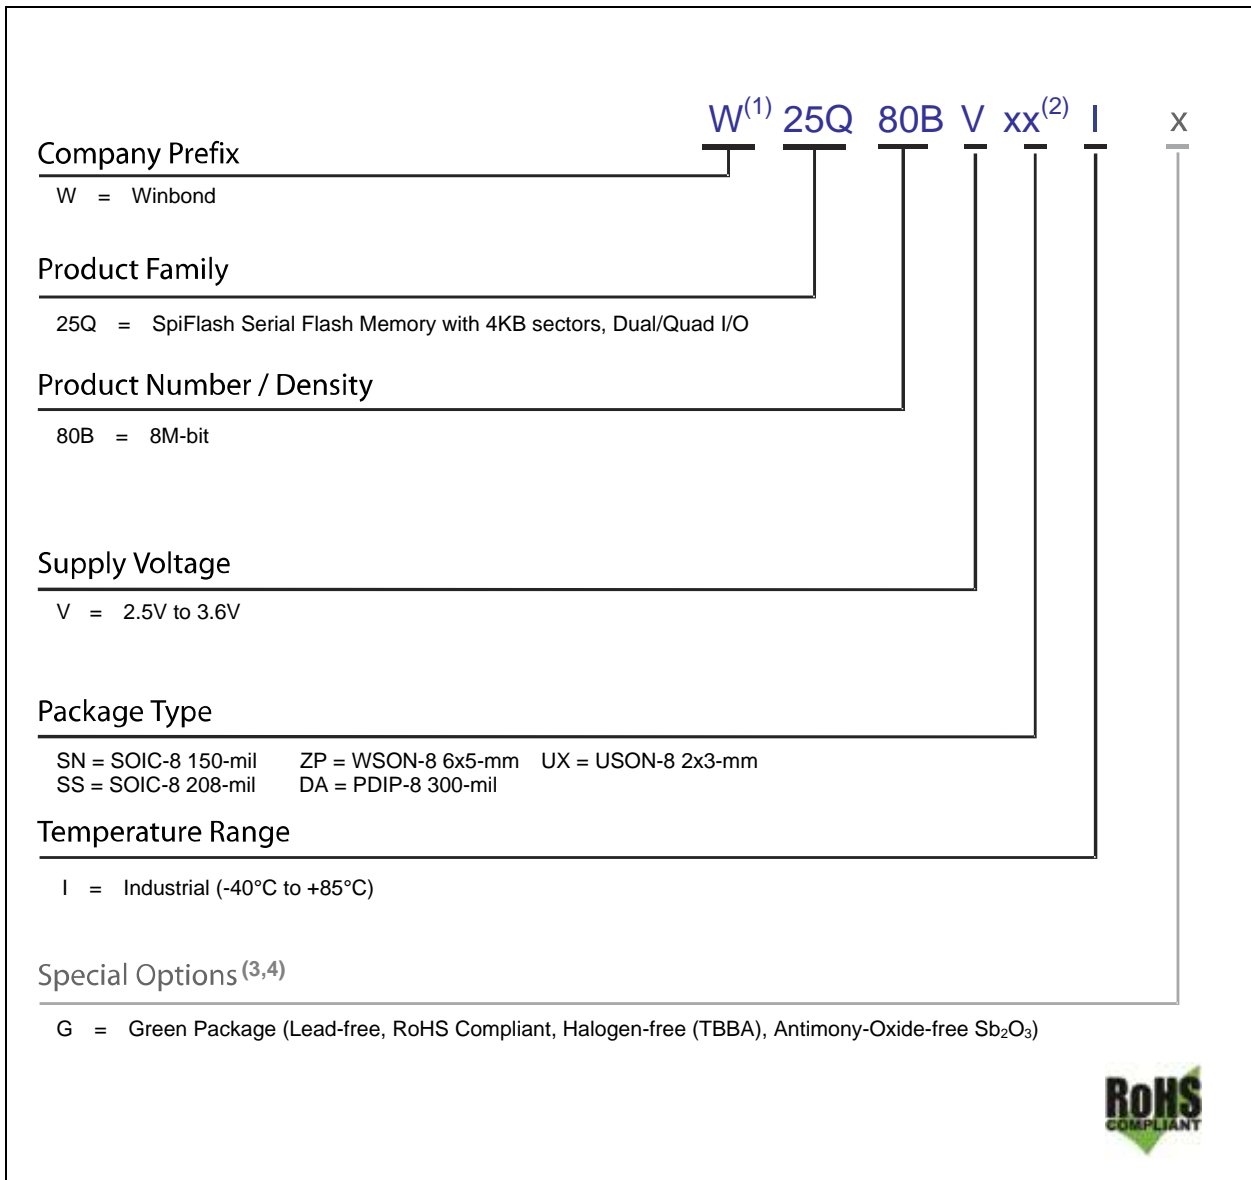 W(1) 25Q 80B V xx(2) I x
Company Prefix
W = Winbond
Product Family
25Q = SpiFlash Serial Flash Memory with 4KB sectors, Dual/Quad I/O
Product Number / Density
80B = 8M-bit
Supply Voltage
V = 2.5V to 3.6V
Package Type
SN = SOIC-8 150-mil ZP = WSON-8 6x5-mm UX = USON-8 2x3-mm
SS = SOIC-8 208-mil DA = PDIP-8 300-mil
Temperature Range
I = Industrial (-40°C to +85°C)
Special Options (3,4)
G = Green Package (Lead-free, RoHS Compliant, Halogen-free (TBBA), Antimony-Oxide-free Sb₂O₃)
RoHS
COMPLIANT